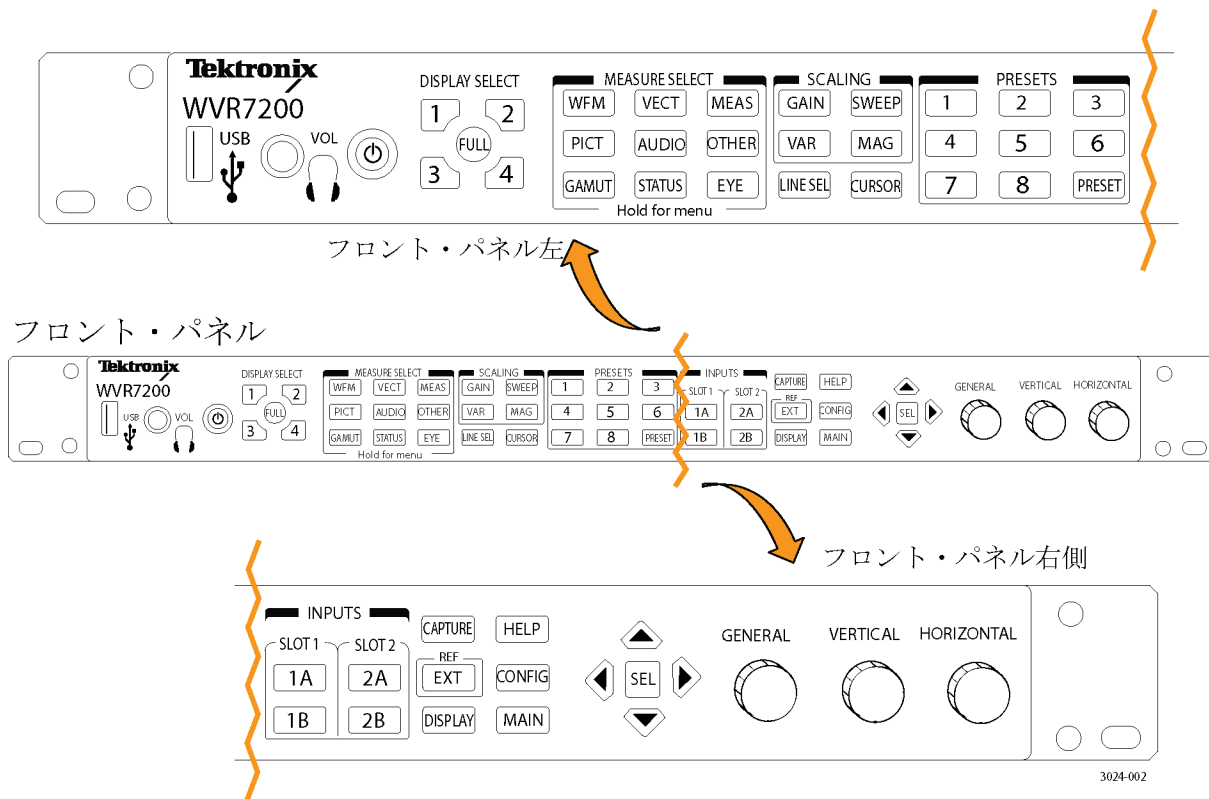 Tektronix
WVR7200
USB
VOL
DISPLAY SELECT
1 2
FULL
3 4
MEASURE SELECT
WFM VECT MEAS
PICT AUDIO OTHER
GAMUT STATUS EYE
Hold for menu
SCALING
GAIN SWEEP
VAR MAG
LINE SEL CURSOR
PRESETS
1 2 3
4 5 6
7 8 PRESET
フロント・パネル左
フロント・パネル
Tektronix
WVR7200
USB
VOL
DISPLAY SELECT
1 2
FULL
3 4
MEASURE SELECT
WFM VECT MEAS
PICT AUDIO OTHER
GAMUT STATUS EYE
Hold for menu
SCALING
GAIN SWEEP
VAR MAG
LINE SEL CURSOR
PRESETS
1 2 3
4 5 6
7 8 PRESET
INPUTS
SLOT 1 SLOT 2
1A 2A
1B 2B
CAPTURE HELP
REF
EXT CONFIG
DISPLAY MAIN
SEL
GENERAL VERTICAL HORIZONTAL
フロント・パネル右側
INPUTS
SLOT 1 SLOT 2
1A 2A
1B 2B
CAPTURE HELP
REF
EXT CONFIG
DISPLAY MAIN
SEL
GENERAL VERTICAL HORIZONTAL
3024-002